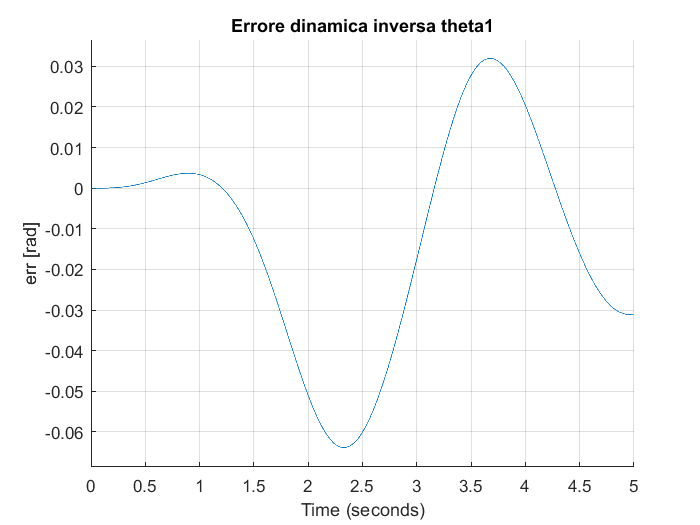 Errore dinamica inversa theta1
0.03
0.02
0.01
0
-0.01
-0.02
-0.03
-0.04
-0.05
-0.06
err [rad]
0 0.5 1 1.5 2 2.5 3 3.5 4 4.5 5
Time (seconds)